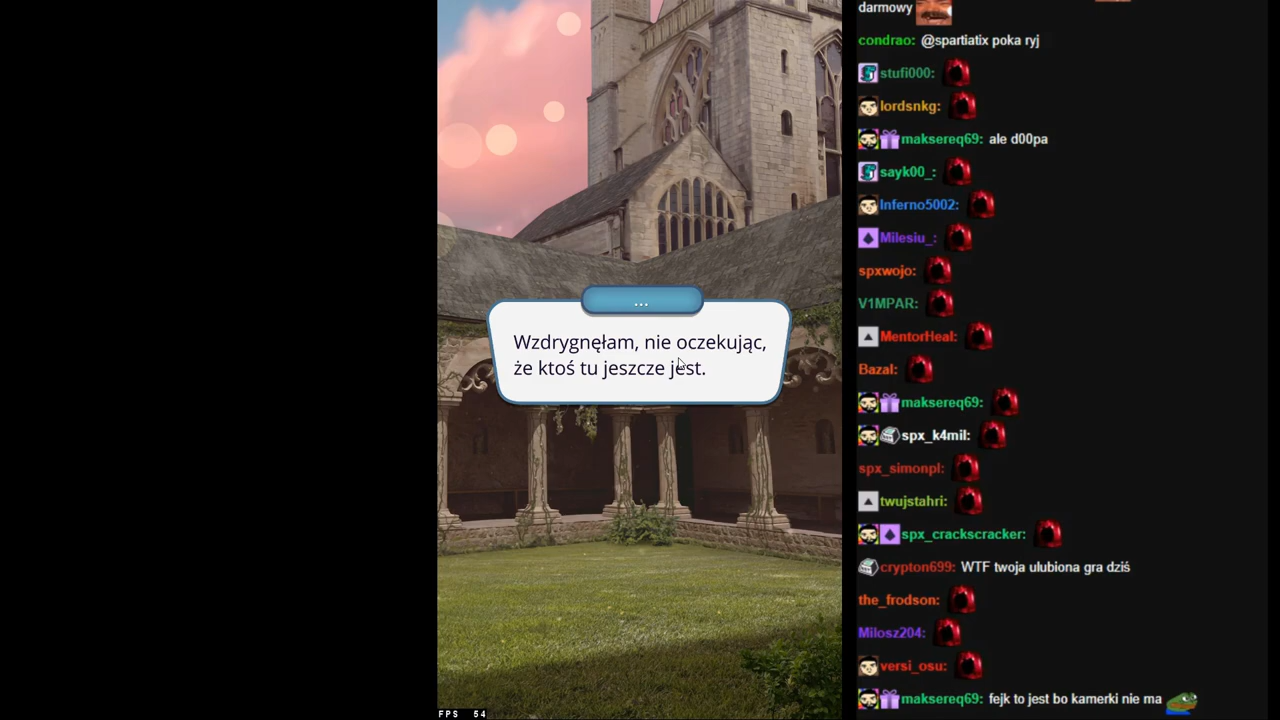 ...
Wzdrygnęłam, nie oczekując,
że ktoś tu jeszcze jest.
FPS 54
darmowy
condrao: @spartiatix poka ryj
stufi000:
lordsnkg:
maksereq69: ale d00pa
sayk00_:
Inferno5002:
Milesiu_:
spxwojo:
V1MPAR:
MentorHeal:
Bazal:
maksereq69:
spx_k4mil:
spx_simonpl:
twujstahri:
spx_crackscracker:
crypton699: WTF twoja ulubiona gra dziś
the_frodson:
Milosz204:
versi_osu:
maksereq69: fejk to jest bo kamerki nie ma